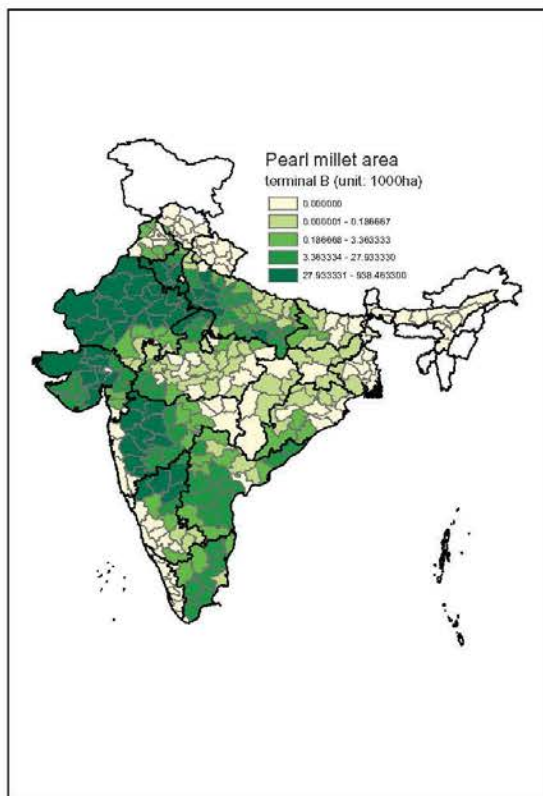 Pearl millet area
terminal B (unit: 1000ha)
0.000000
0.000001 - 0.186667
0.186668 - 3.363333
3.363334 - 27.933330
27.933331 - 938.463300